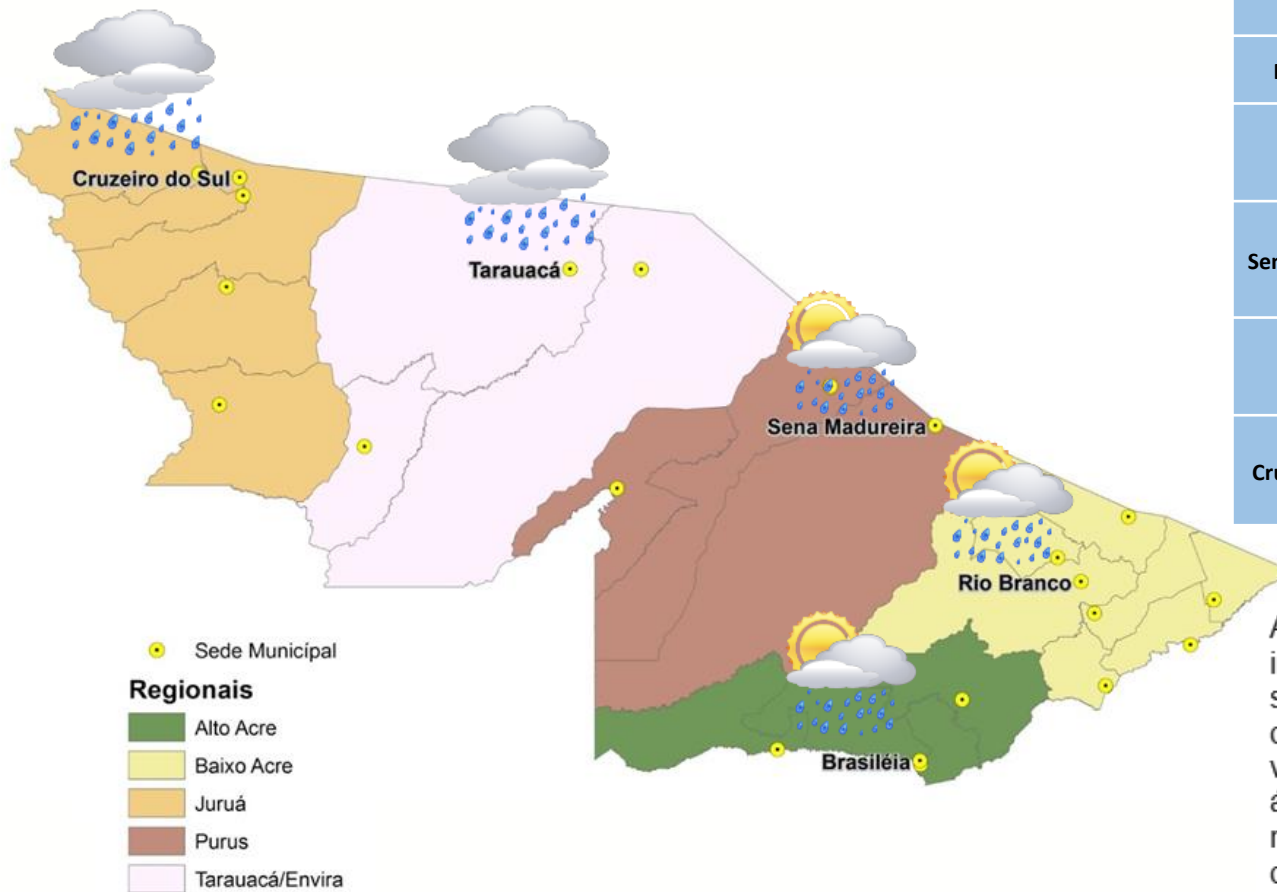 Cruzeiro do Sul
Tarauacá
Sena Madureira
Rio Branco
Brasiléia
Sede Municípal
Regionais
Alto Acre
Baixo Acre
Juruá
Purus
Tarauacá/Envira